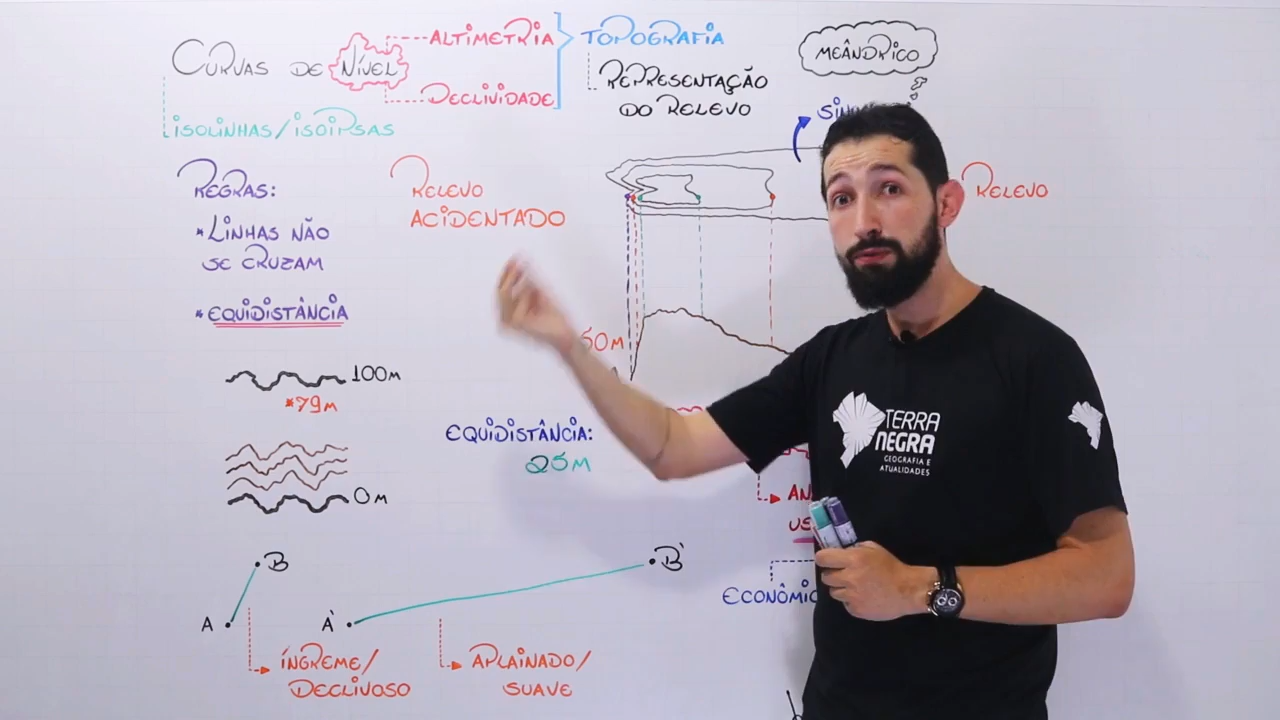 CURVAS DE NÍVEL
ALTIMETRIA
DECLIVIDADE
TOPOGRAFIA
REPRESENTAÇÃO
DO RELEVO
ISOLINHAS/ISOIPSAS
MEÂNDRICO
REGRAS:
*LINHAS NÃO
SE CRUZAM
*EQUIDISTÂNCIA
RELEVO
ACIDENTADO
RELEVO
100M
*79M
0M
50M
EQUIDISTÂNCIA:
25M
A
B
A'
B'
ÍNGREME/
DECLIVOSO
APLAINADO/
SUAVE
TERRA
NEGRA
GEOGRAFIA E
ATUALIDADES